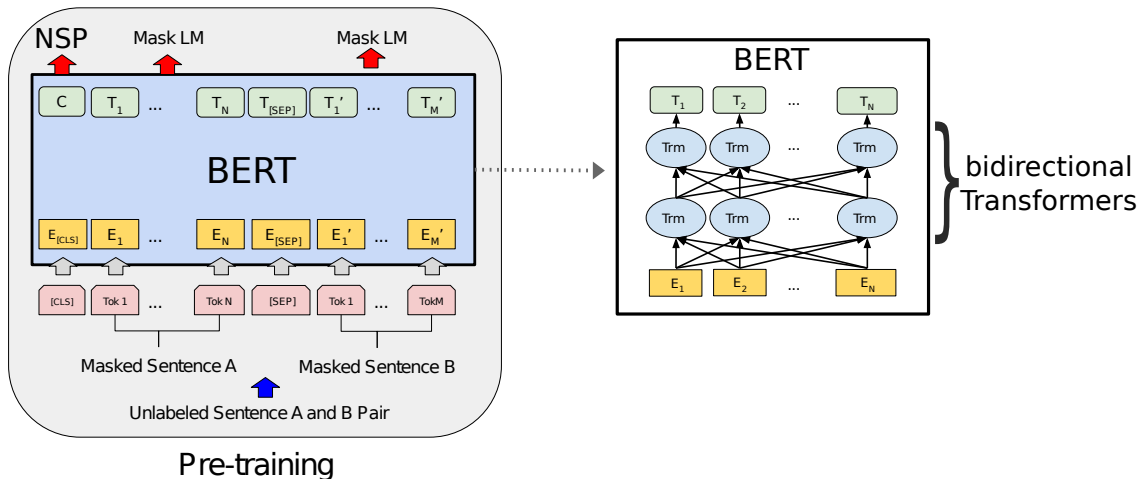 NSP Mask LM Mask LM
C T1 ... TN T[SEP] T1’ ... TM’
BERT
E[CLS] E1 ... EN E[SEP] E1’ ... EM’
[CLS] Tok 1 ... Tok N [SEP] Tok 1 ... TokM
Masked Sentence A Masked Sentence B
Unlabeled Sentence A and B Pair
Pre-training
BERT
T1 T2 ... TN
Trm Trm ... Trm
Trm Trm ... Trm
E1 E2 ... EN
bidirectional
Transformers